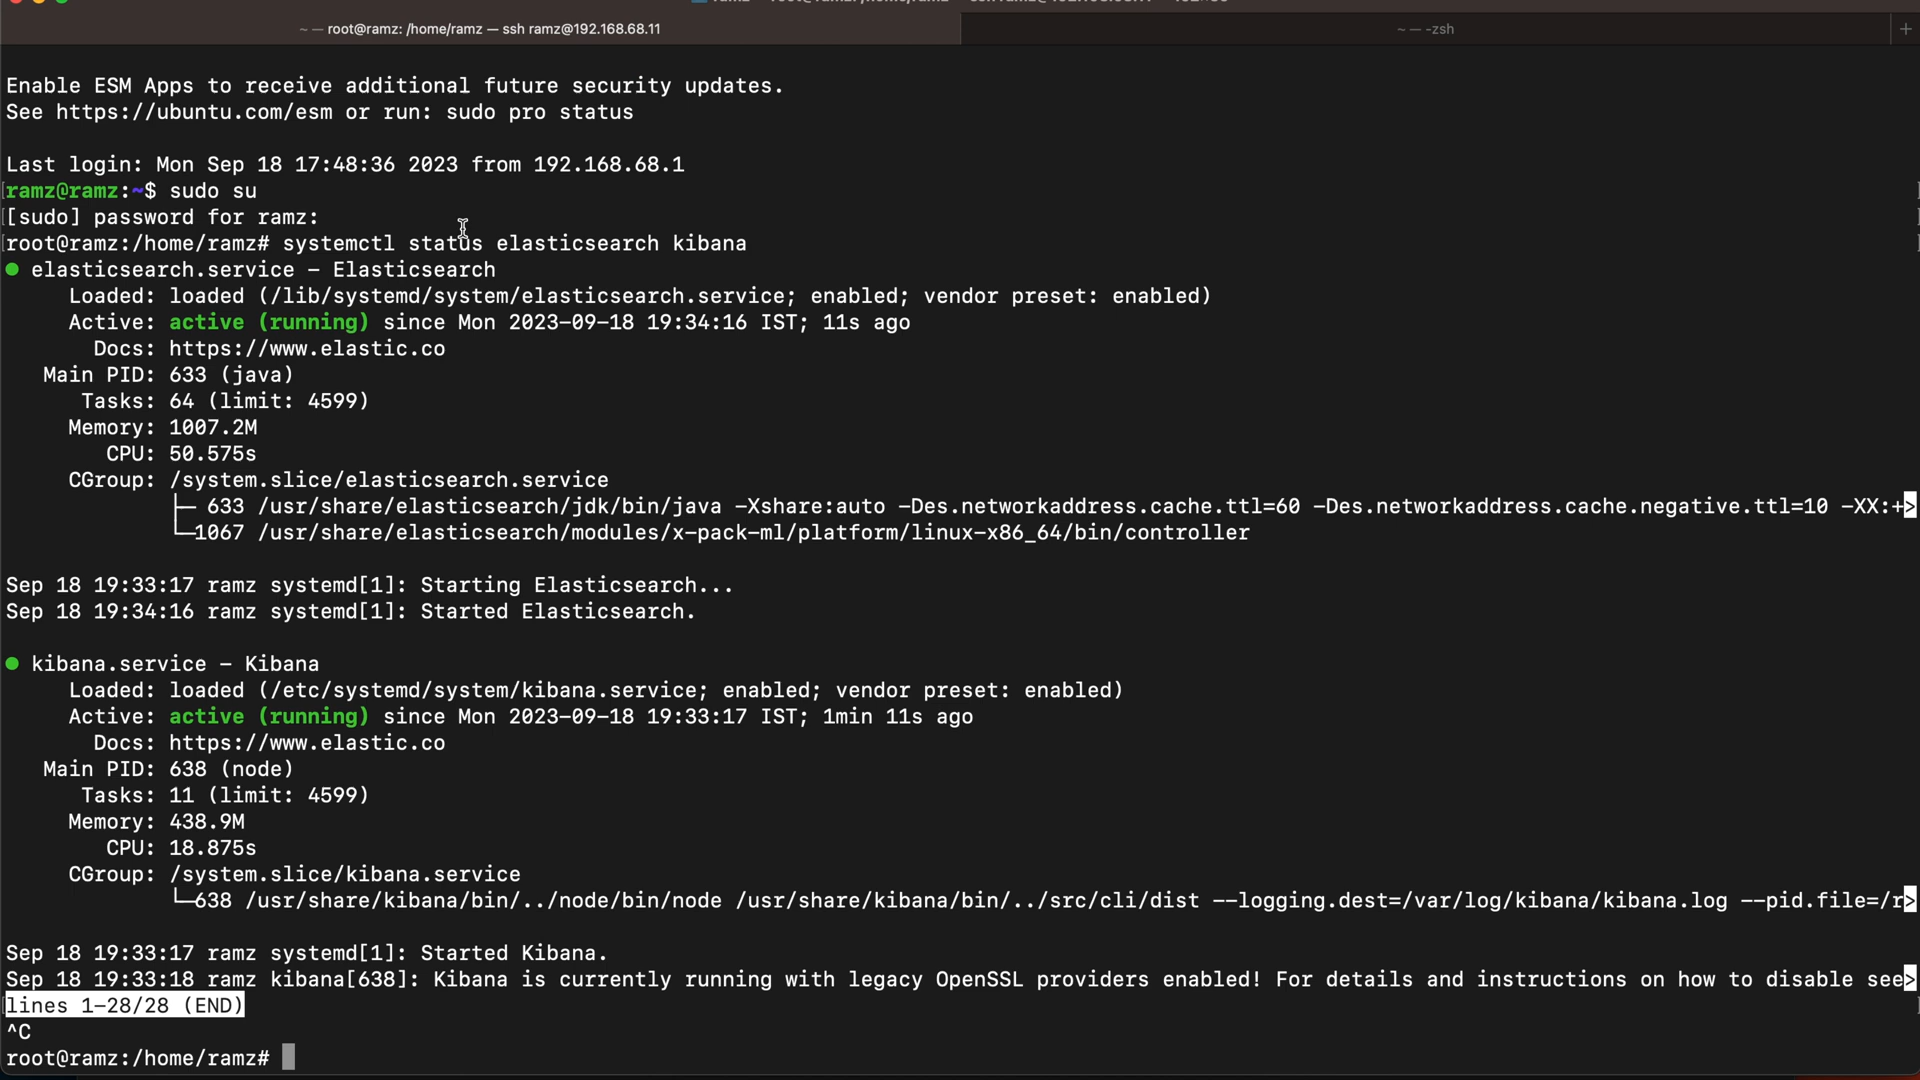 ~ — root@ramz: /home/ramz — ssh ramz@192.168.68.11
~ — -zsh
+
Enable ESM Apps to receive additional future security updates.
See https://ubuntu.com/esm or run: sudo pro status
Last login: Mon Sep 18 17:48:36 2023 from 192.168.68.1
[ramz@ramz:~$ sudo su
[[sudo] password for ramz:
[root@ramz:/home/ramz# systemctl status elasticsearch kibana
● elasticsearch.service - Elasticsearch
Loaded: loaded (/lib/systemd/system/elasticsearch.service; enabled; vendor preset: enabled)
Active: active (running) since Mon 2023-09-18 19:34:16 IST; 11s ago
Docs: https://www.elastic.co
Main PID: 633 (java)
Tasks: 64 (limit: 4599)
Memory: 1007.2M
CPU: 50.575s
CGroup: /system.slice/elasticsearch.service
├─ 633 /usr/share/elasticsearch/jdk/bin/java -Xshare:auto -Des.networkaddress.cache.ttl=60 -Des.networkaddress.cache.negative.ttl=10 -XX:+>
└─1067 /usr/share/elasticsearch/modules/x-pack-ml/platform/linux-x86_64/bin/controller
Sep 18 19:33:17 ramz systemd[1]: Starting Elasticsearch...
Sep 18 19:34:16 ramz systemd[1]: Started Elasticsearch.
● kibana.service - Kibana
Loaded: loaded (/etc/systemd/system/kibana.service; enabled; vendor preset: enabled)
Active: active (running) since Mon 2023-09-18 19:33:17 IST; 1min 11s ago
Docs: https://www.elastic.co
Main PID: 638 (node)
Tasks: 11 (limit: 4599)
Memory: 438.9M
CPU: 18.875s
CGroup: /system.slice/kibana.service
└─638 /usr/share/kibana/bin/../node/bin/node /usr/share/kibana/bin/../src/cli/dist --logging.dest=/var/log/kibana/kibana.log --pid.file=/r>
Sep 18 19:33:17 ramz systemd[1]: Started Kibana.
Sep 18 19:33:18 ramz kibana[638]: Kibana is currently running with legacy OpenSSL providers enabled! For details and instructions on how to disable see>
lines 1-28/28 (END)
^C
root@ramz:/home/ramz#